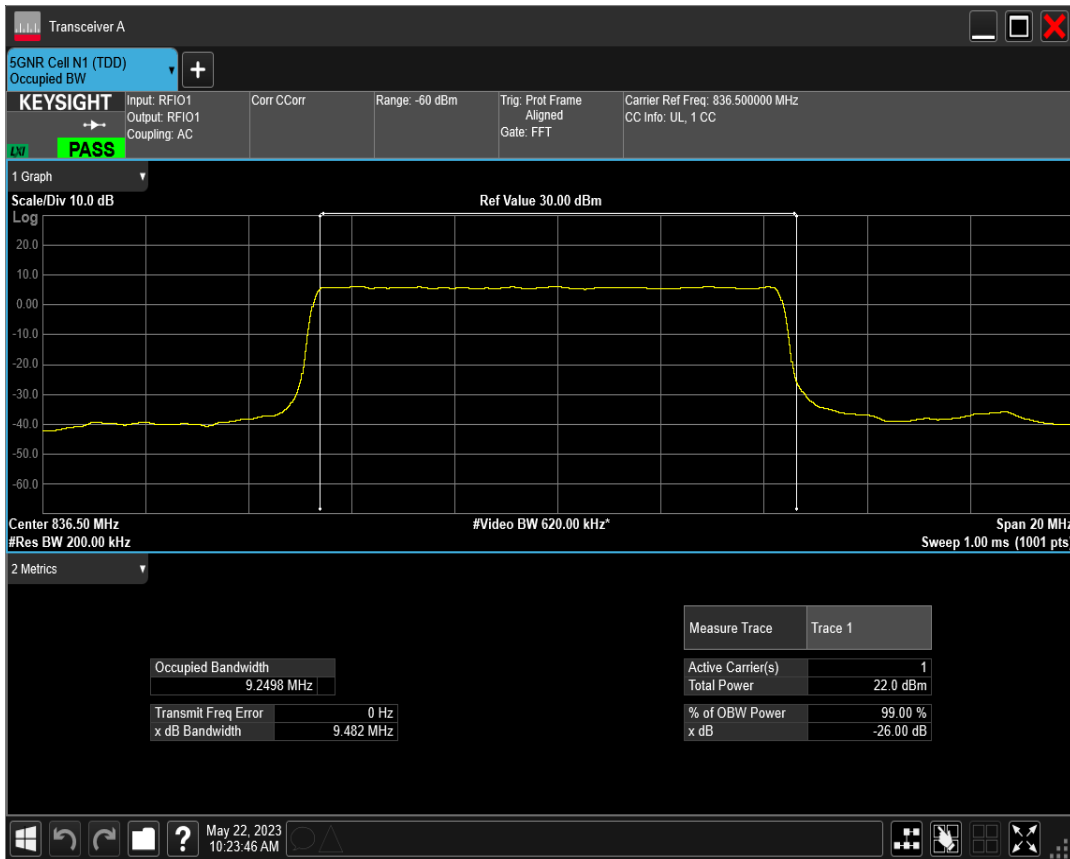 Transceiver A
5GNR Cell N1 (TDD)
Occupied BW
+
KEYSIGHT
LXI
PASS
Input: RFIO1
Output: RFIO1
Coupling: AC
Corr CCorr
Range: -60 dBm
Trig: Prot Frame
Aligned
Gate: FFT
Carrier Ref Freq: 836.500000 MHz
CC Info: UL, 1 CC
1 Graph
Scale/Div 10.0 dB
Ref Value 30.00 dBm
Log
20.0
10.0
0.00
-10.0
-20.0
-30.0
-40.0
-50.0
-60.0
Center 836.50 MHz
#Video BW 620.00 kHz*
Span 20 MHz
#Res BW 200.00 kHz
Sweep 1.00 ms (1001 pts)
2 Metrics
Measure Trace Trace 1
Occupied Bandwidth
9.2498 MHz
Active Carrier(s) 1
Total Power 22.0 dBm
Transmit Freq Error 0 Hz
x dB Bandwidth 9.482 MHz
% of OBW Power 99.00 %
x dB -26.00 dB
?
May 22, 2023
10:23:46 AM